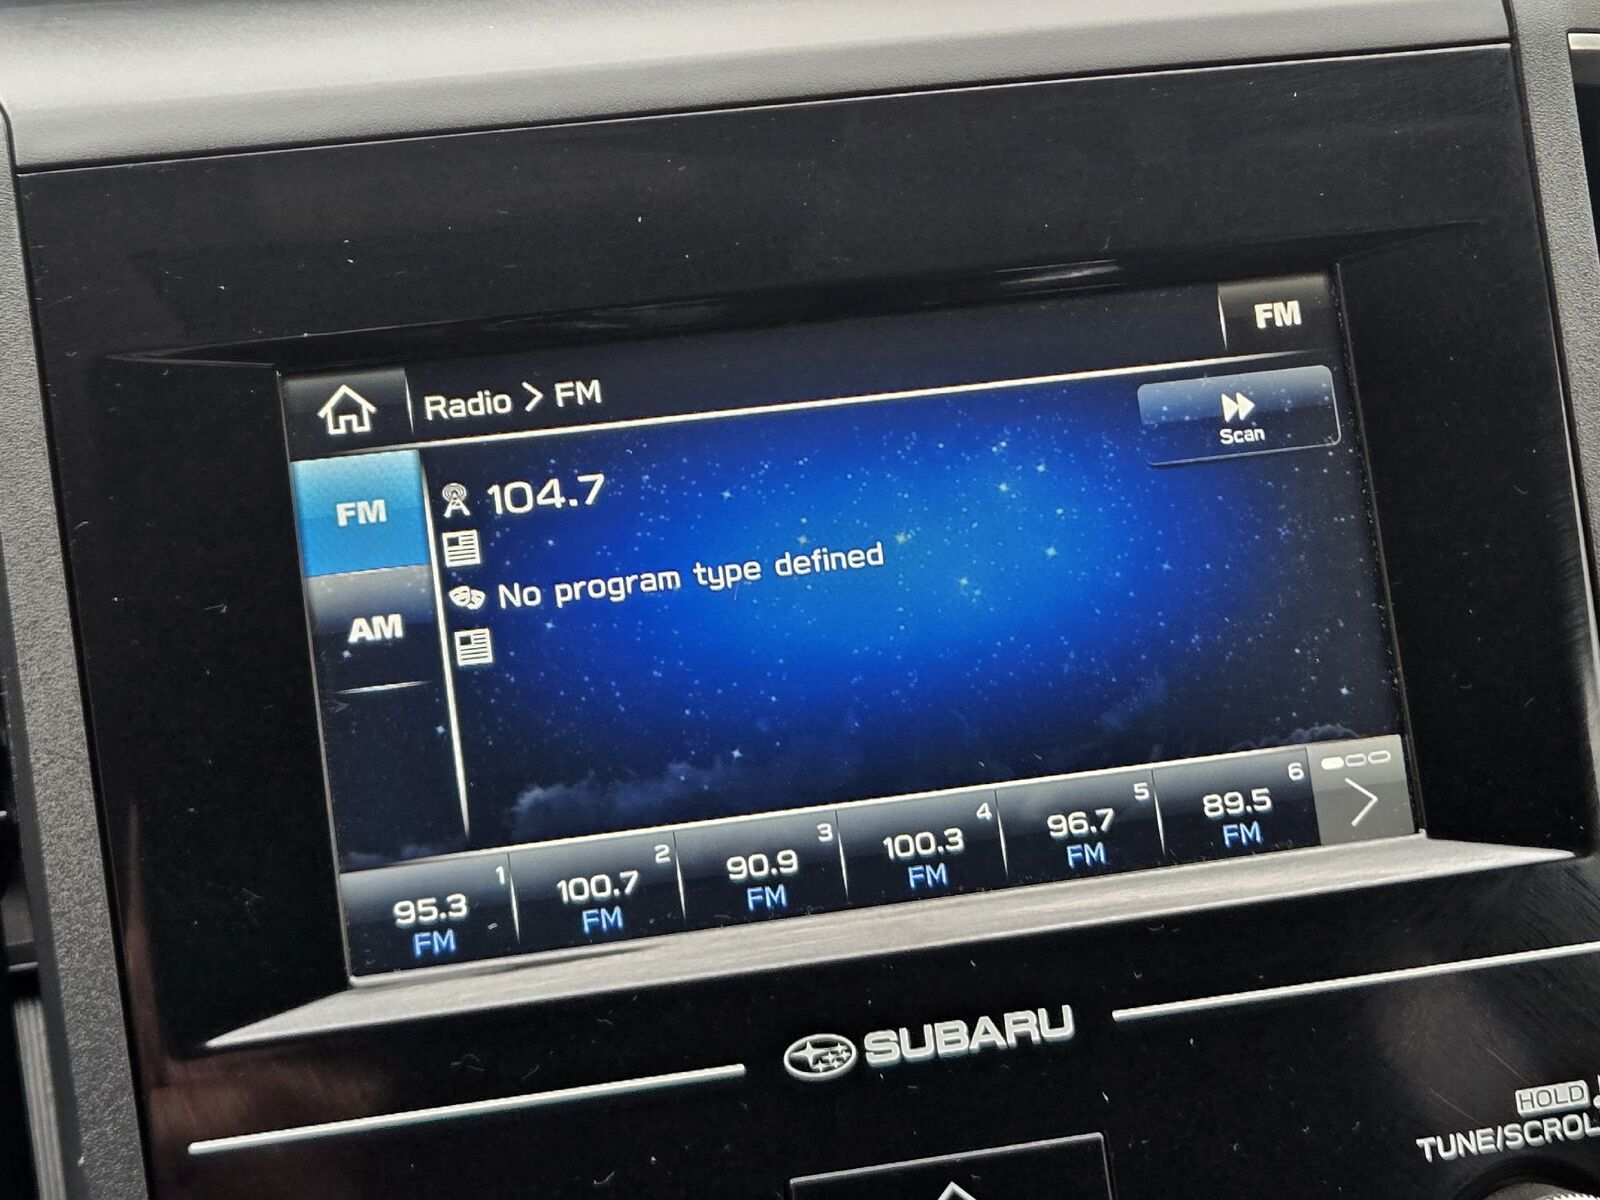 FM
Radio > FM
Scan
FM
104.7
No program type defined
AM
1
95.3
FM
2
100.7
FM
3
90.9
FM
4
100.3
FM
5
96.7
FM
6
89.5
FM
SUBARU
HOLD
TUNE/SCROL